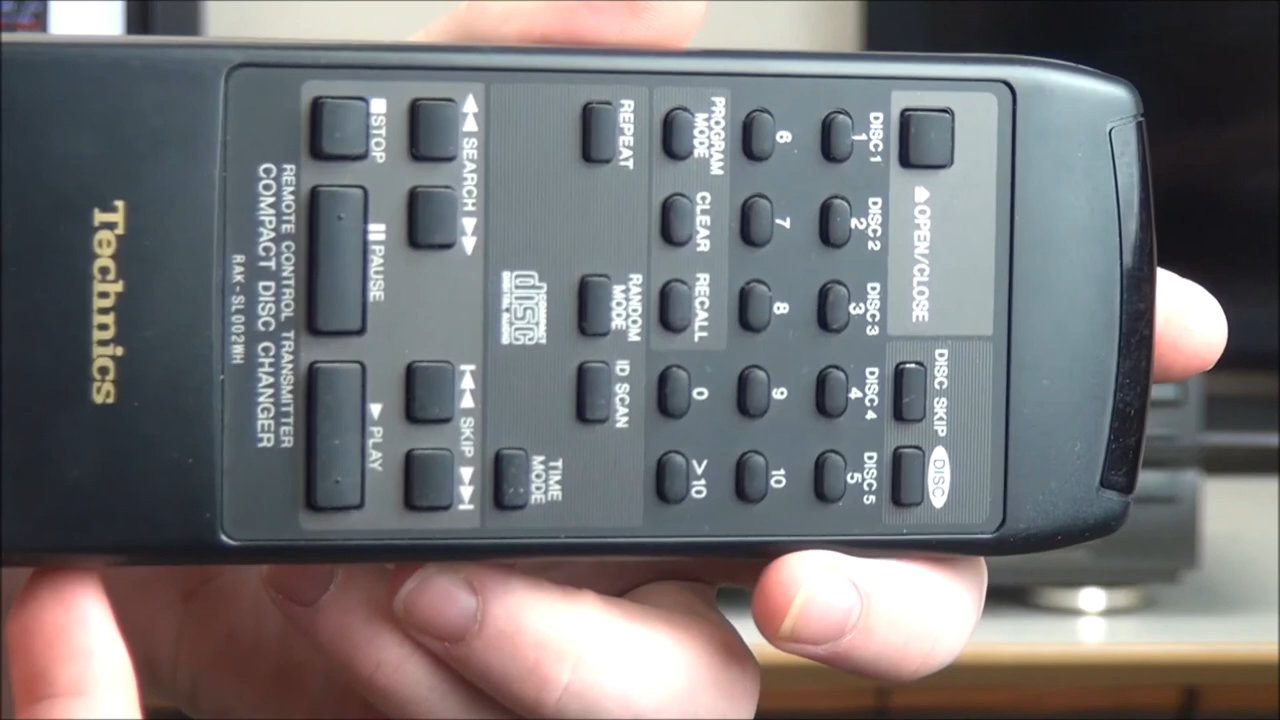 ⏏OPEN/CLOSE
DISC SKIP DISC
DISC 1 DISC 2 DISC 3 DISC 4 DISC 5
1 2 3 4 5
6 7 8 9 10
PROGRAM MODE CLEAR RECALL 0 >10
REPEAT RANDOM MODE ID SCAN
COMPACT
disc
DIGITAL AUDIO
TIME MODE
◀◀ SEARCH ▶▶
|◀◀ SKIP ▶▶|
■STOP
❚❚ PAUSE
▶ PLAY
REMOTE CONTROL TRANSMITTER
COMPACT DISC CHANGER
RAK-SL002WH
Technics